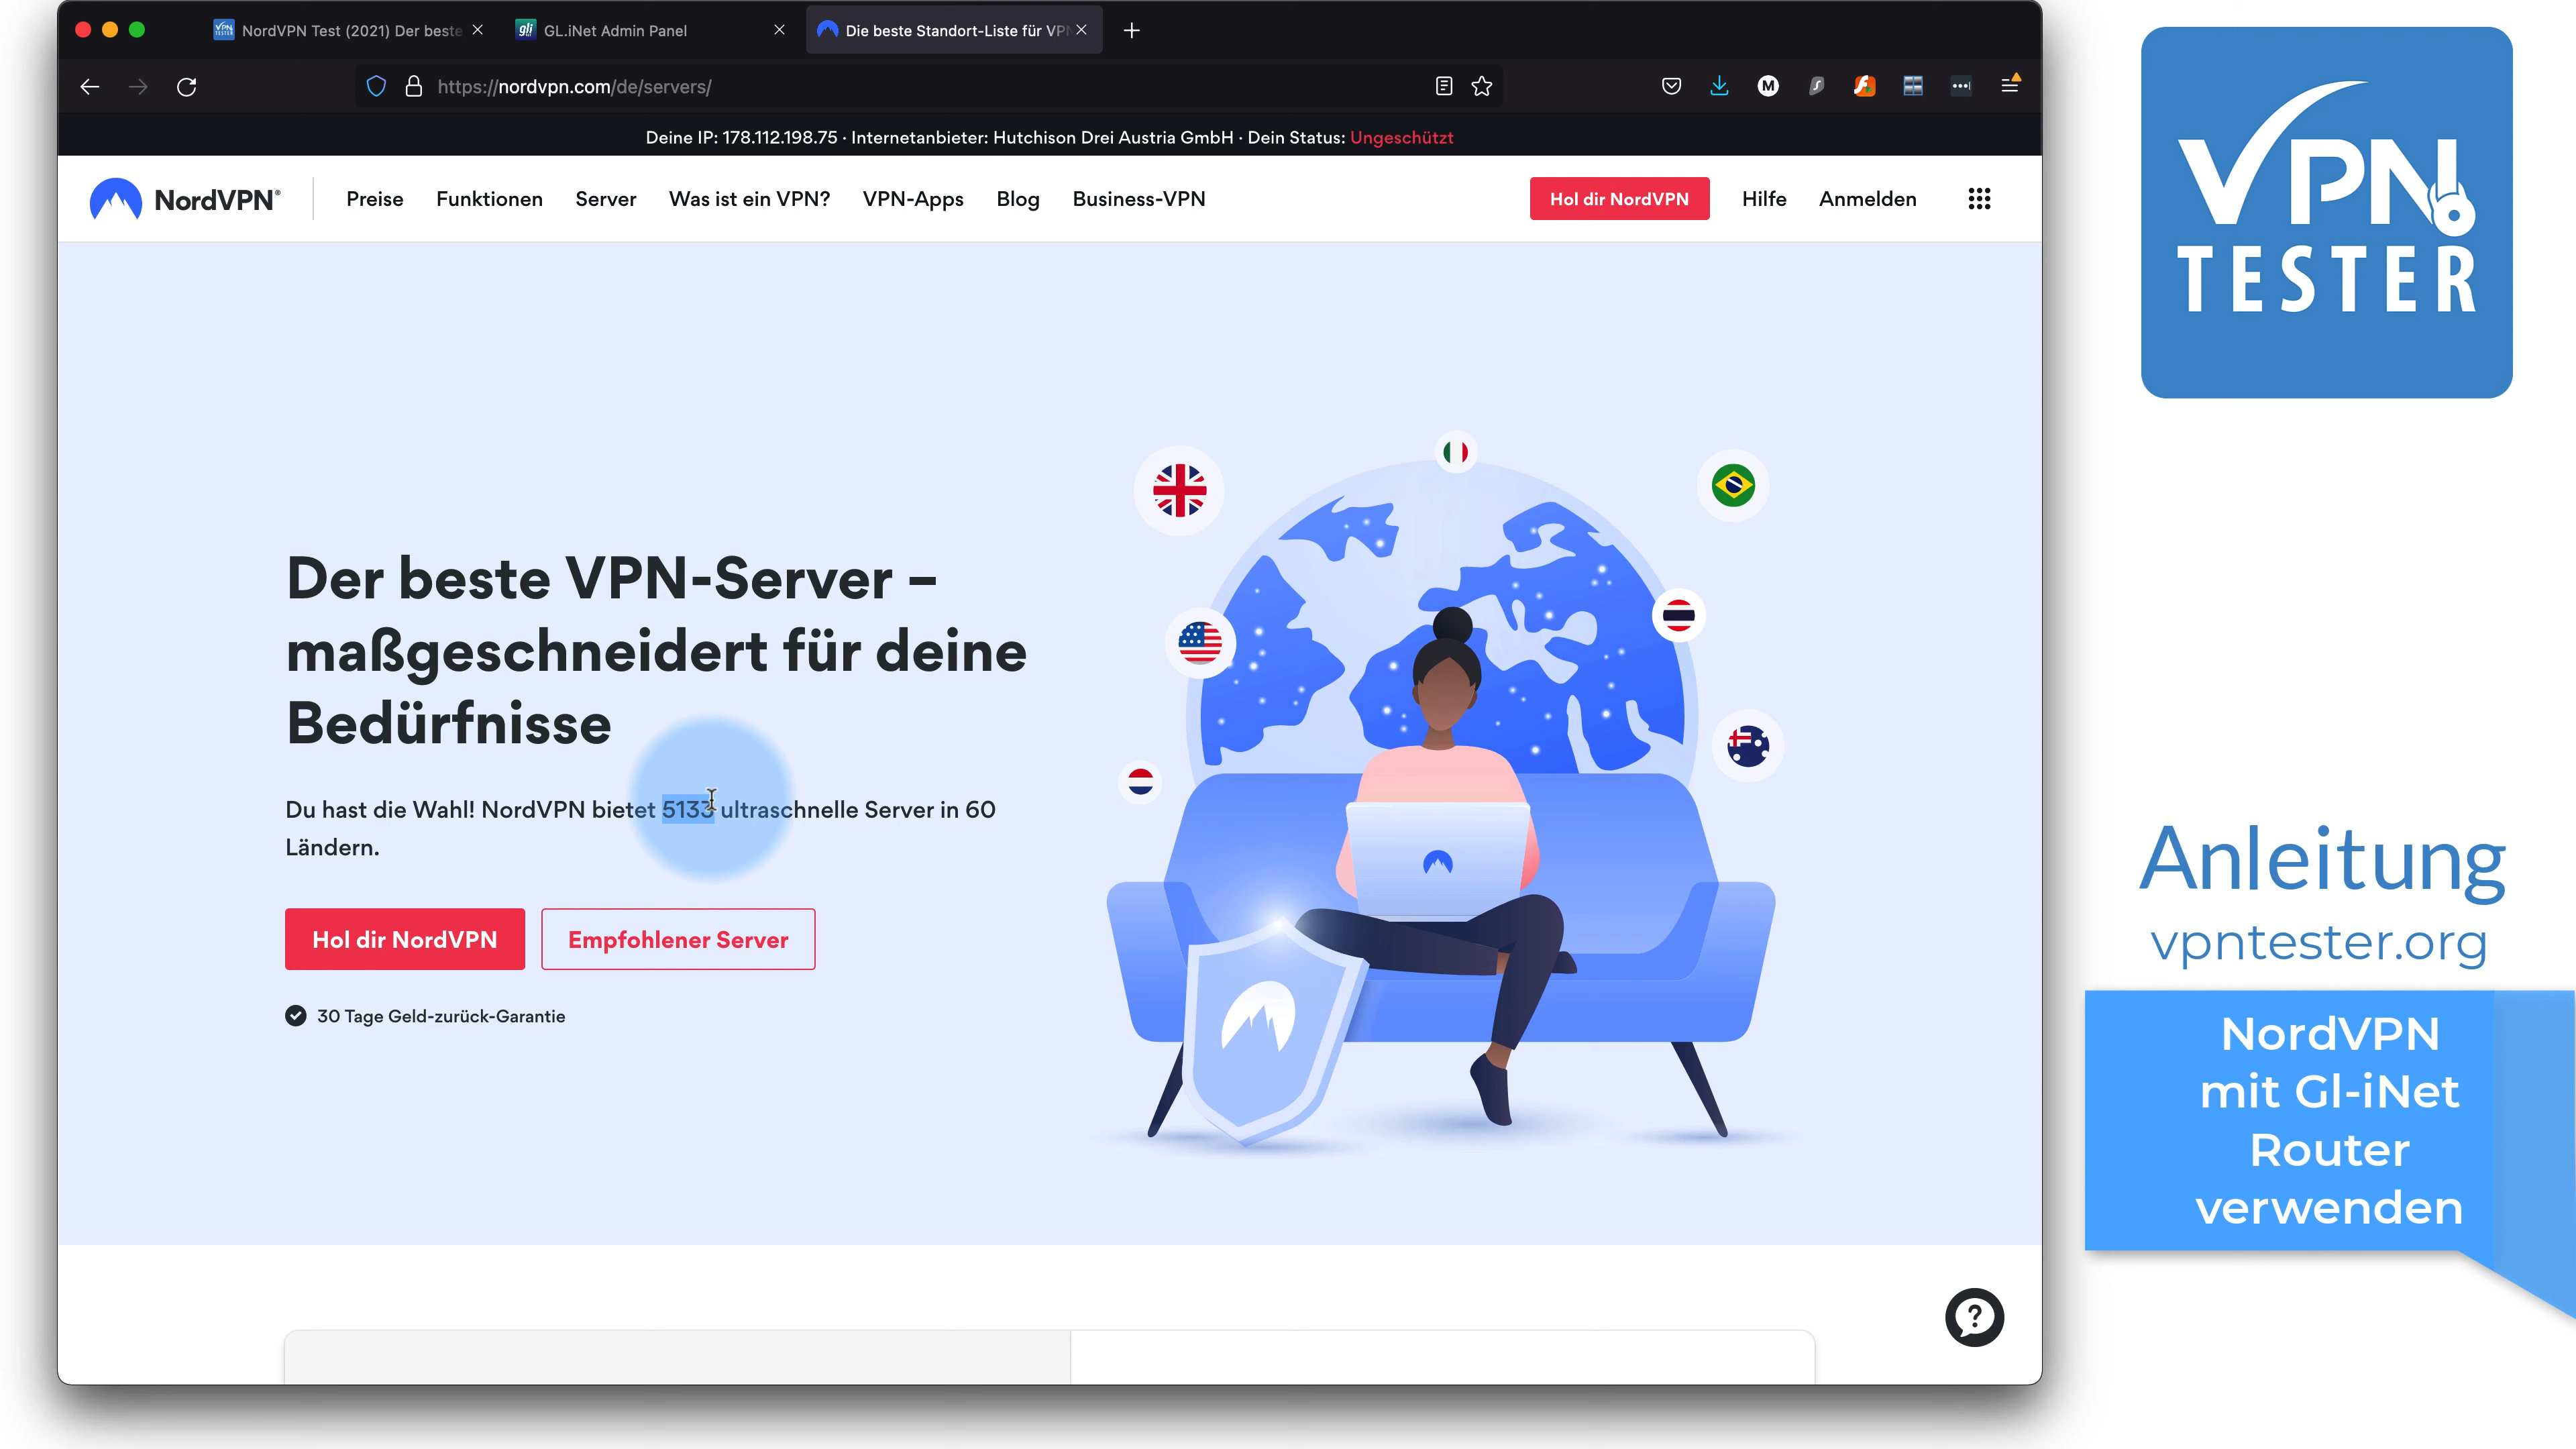 NordVPN Test (2021) Der beste
GL.iNet Admin Panel
Die beste Standort-Liste für VPN
https://nordvpn.com/de/servers/
Deine IP: 178.112.198.75 · Internetanbieter: Hutchison Drei Austria GmbH · Dein Status: Ungeschützt
NordVPN®
Preise
Funktionen
Server
Was ist ein VPN?
VPN-Apps
Blog
Business-VPN
Hol dir NordVPN
Hilfe
Anmelden
Der beste VPN-Server –
maßgeschneidert für deine
Bedürfnisse
Du hast die Wahl! NordVPN bietet 5133 ultraschnelle Server in 60
Ländern.
Hol dir NordVPN
Empfohlener Server
30 Tage Geld-zurück-Garantie
VPN
TESTER
Anleitung
vpntester.org
NordVPN
mit Gl-iNet
Router
verwenden